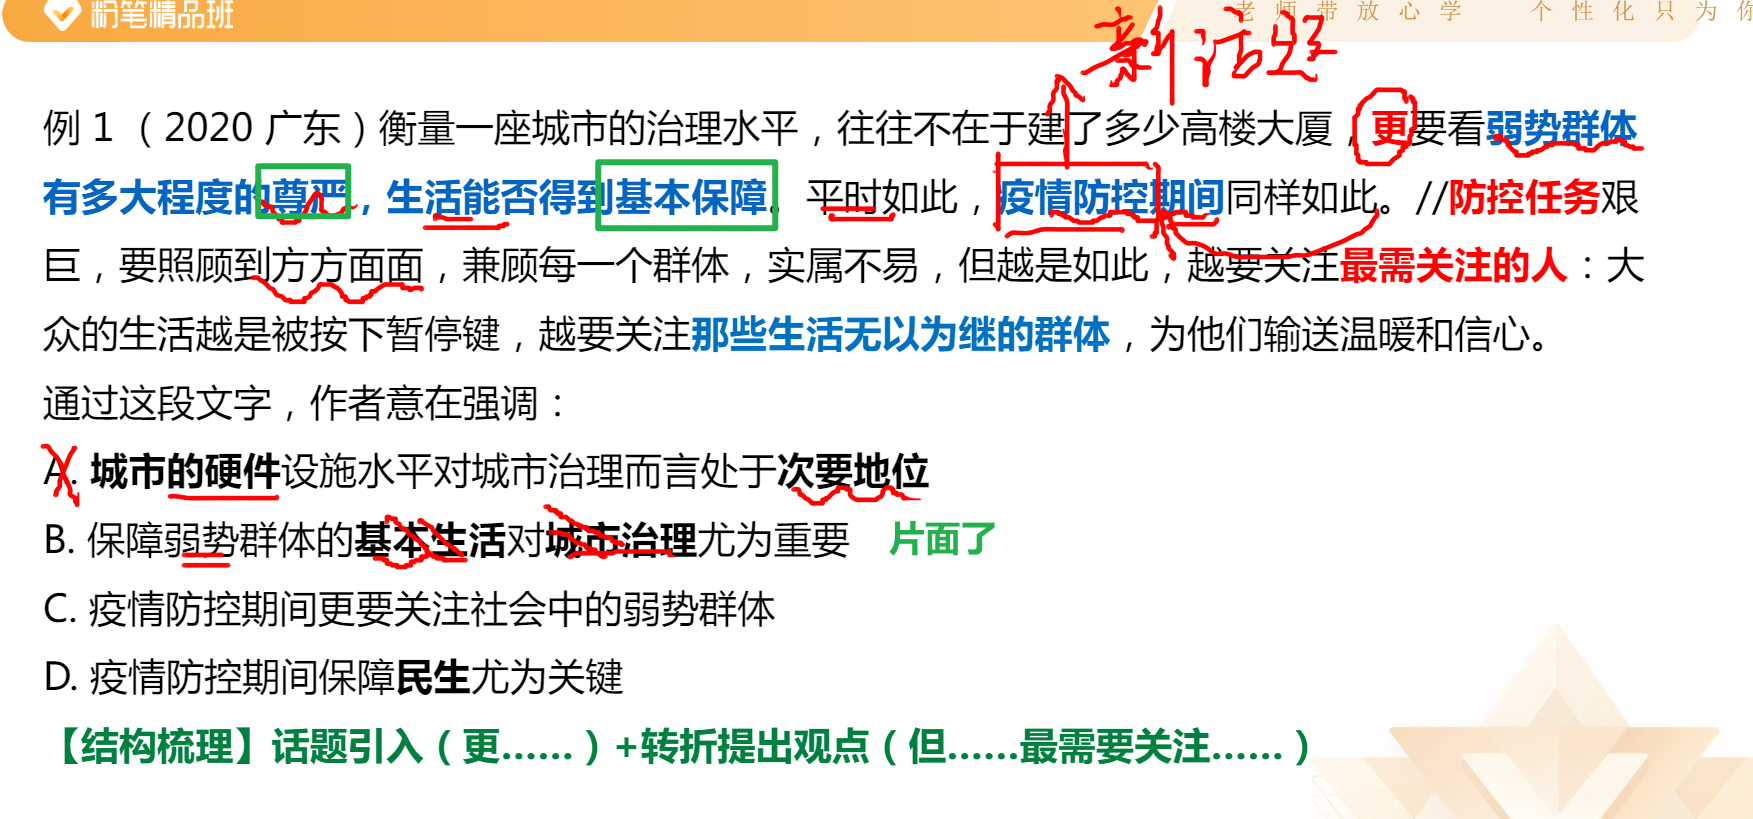 粉笔精品班
老师带放心学 个性化只为你
新话题
例 1 （2020 广东）衡量一座城市的治理水平，往往不在于建了多少高楼大厦，更要看弱势群体
有多大程度的尊严，生活能否得到基本保障。平时如此，疫情防控期间同样如此。//防控任务艰
巨，要照顾到方方面面，兼顾每一个群体，实属不易，但越是如此，越要关注最需关注的人：大
众的生活越是被按下暂停键，越要关注那些生活无以为继的群体，为他们输送温暖和信心。
通过这段文字，作者意在强调：
A. 城市的硬件设施水平对城市治理而言处于次要地位
B. 保障弱势群体的基本生活对城市治理尤为重要 片面了
C. 疫情防控期间更要关注社会中的弱势群体
D. 疫情防控期间保障民生尤为关键
【结构梳理】话题引入（更……）+转折提出观点（但……最需要关注……）